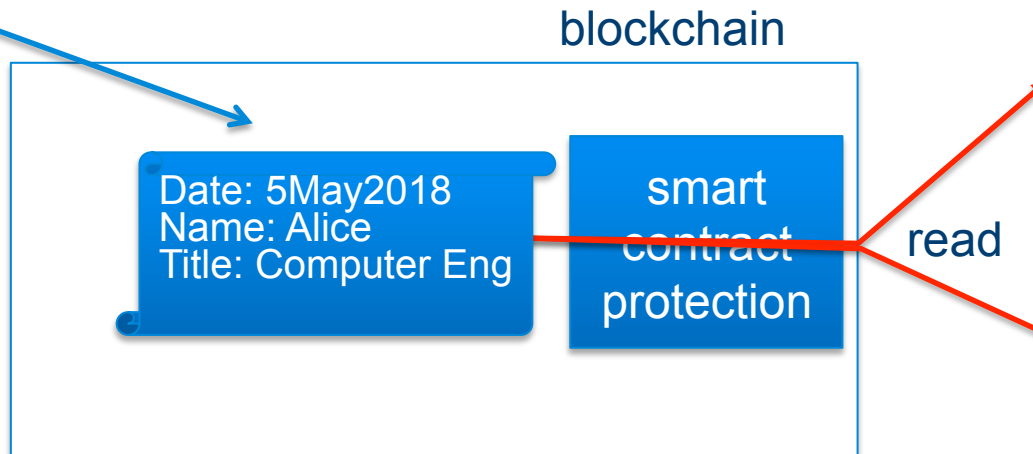 blockchain
Date: 5May2018
Name: Alice
Title: Computer Eng
smart
contract
protection
read